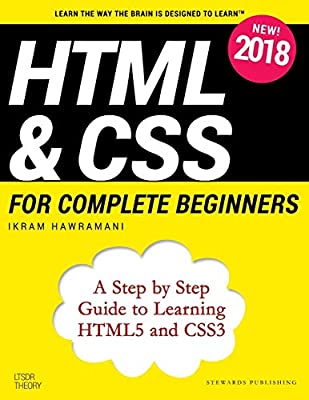 LEARN THE WAY THE BRAIN IS DESIGNED TO LEARN™
NEW!
2018
HTML
& CSS
FOR COMPLETE BEGINNERS
IKRAM HAWRAMANI
A Step by Step
Guide to Learning
HTML5 and CSS3
LTSDR
THEORY
STEWARDS PUBLISHING